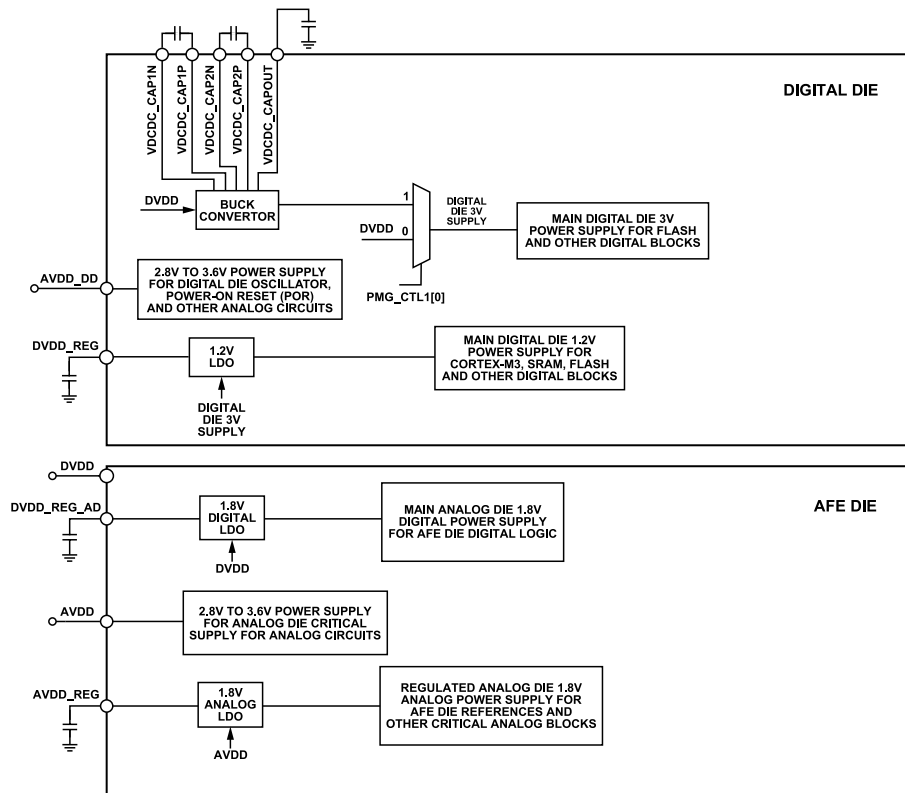 VDCDC_CAP1N
VDCDC_CAP1P
VDCDC_CAP2N
VDCDC_CAP2P
VDCDC_CAPOUT
DIGITAL DIE
DVDD
BUCK
CONVERTOR
1
DVDD 0
PMG_CTL1[0]
DIGITAL
DIE 3V
SUPPLY
MAIN DIGITAL DIE 3V
POWER SUPPLY FOR FLASH
AND OTHER DIGITAL BLOCKS
AVDD_DD
2.8V TO 3.6V POWER SUPPLY
FOR DIGITAL DIE OSCILLATOR,
POWER-ON RESET (POR)
AND OTHER ANALOG CIRCUITS
DVDD_REG
1.2V
LDO
DIGITAL
DIE 3V
SUPPLY
MAIN DIGITAL DIE 1.2V
POWER SUPPLY FOR
CORTEX-M3, SRAM, FLASH
AND OTHER DIGITAL BLOCKS
DVDD
AFE DIE
DVDD_REG_AD
1.8V
DIGITAL
LDO
DVDD
MAIN ANALOG DIE 1.8V
DIGITAL POWER SUPPLY
FOR AFE DIE DIGITAL LOGIC
AVDD
2.8V TO 3.6V POWER SUPPLY
FOR ANALOG DIE CRITICAL
SUPPLY FOR ANALOG CIRCUITS
AVDD_REG
1.8V
ANALOG
LDO
AVDD
REGULATED ANALOG DIE 1.8V
ANALOG POWER SUPPLY FOR
AFE DIE REFERENCES AND
OTHER CRITICAL ANALOG BLOCKS